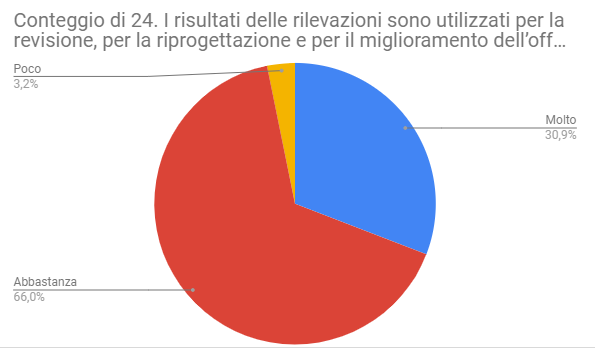 Conteggio di 24. I risultati delle rilevazioni sono utilizzati per la
revisione, per la riprogettazione e per il miglioramento dell’off…
Poco
3,2%
Molto
30,9%
Abbastanza
66,0%